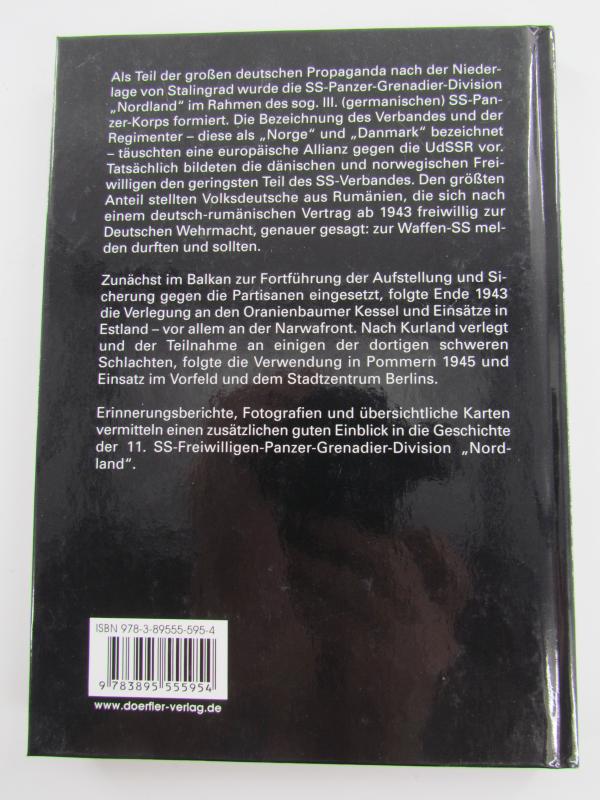 Als Teil der großen deutschen Propaganda nach der Nieder-
lage von Stalingrad wurde die SS-Panzer-Grenadier-Division
„Nordland“ im Rahmen des sog. III. (germanischen) SS-Pan-
zer-Korps formiert. Die Bezeichnung des Verbandes und der
Regimenter – diese als „Norge“ und „Danmark“ bezeichnet
– täuschten eine europäische Allianz gegen die UdSSR vor.
Tatsächlich bildeten die dänischen und norwegischen Frei-
willigen den geringsten Teil des SS-Verbandes. Den größten
Anteil stellten Volksdeutsche aus Rumänien, die sich nach
einem deutsch-rumänischen Vertrag ab 1943 freiwillig zur
Deutschen Wehrmacht, genauer gesagt: zur Waffen-SS mel-
den durften und sollten.
Zunächst im Balkan zur Fortführung der Aufstellung und Si-
cherung gegen die Partisanen eingesetzt, folgte Ende 1943
die Verlegung an den Oranienbaumer Kessel und Einsätze in
Estland – vor allem an der Narwafront. Nach Kurland verlegt
und der Teilnahme an einigen der dortigen schweren
Schlachten, folgte die Verwendung in Pommern 1945 und
Einsatz im Vorfeld und dem Stadtzentrum Berlins.
Erinnerungsberichte, Fotografien und übersichtliche Karten
vermitteln einen zusätzlichen guten Einblick in die Geschichte
der 11. SS-Freiwilligen-Panzer-Grenadier-Division „Nord-
land“.
ISBN 978-3-89555-595-4
9 783895 555954
www.doerfler-verlag.de